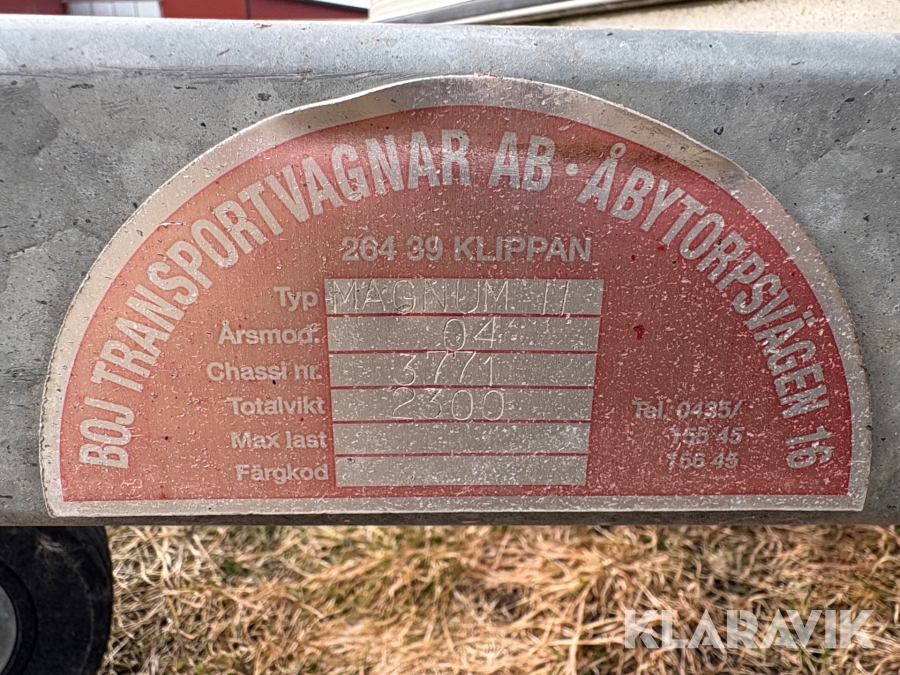 BOJ TRANSPORTVAGNAR AB · ÅBYTORPSVÄGEN 16
264 39 KLIPPAN
Typ MAGNUM II
Årsmod. 04
Chassi nr. 3771
Totalvikt 2300
Max last
Färgkod
Tel. 0435/
155 45
156 45
KLARAVIK